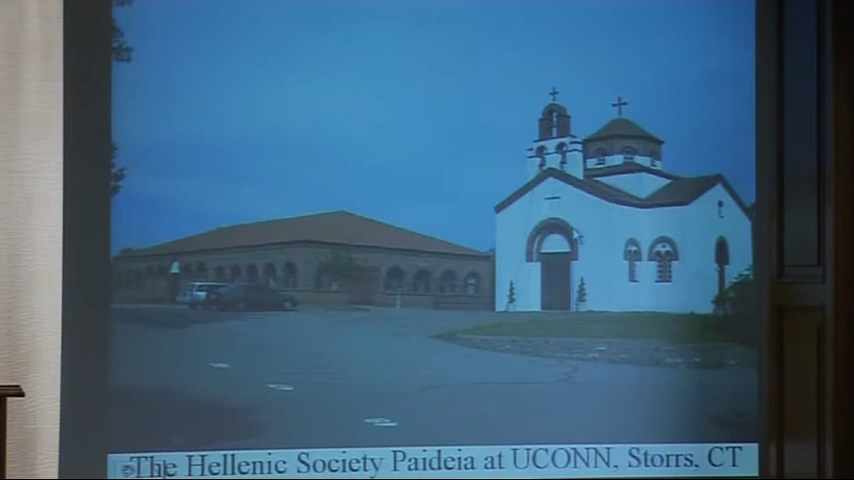 The Hellenic Society Paideia at UCONN, Storrs, CT